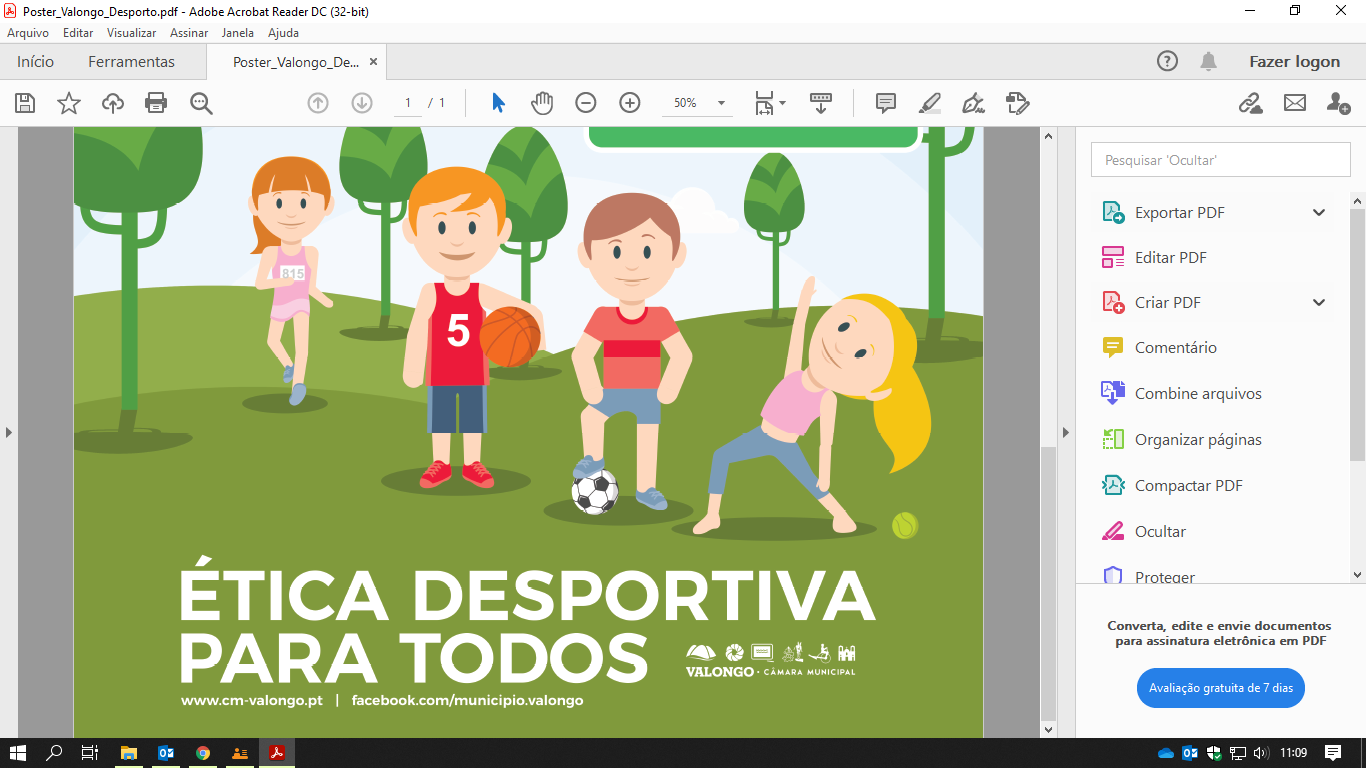 Poster_Valongo_Desporto.pdf - Adobe Acrobat Reader DC (32-bit)
Arquivo Editar Visualizar Assinar Janela Ajuda
Início Ferramentas Poster_Valongo_De... × ? Fazer logon
1 / 1 50%
Pesquisar 'Ocultar'
Exportar PDF
Editar PDF
Criar PDF
Comentário
Combine arquivos
Organizar páginas
Compactar PDF
Ocultar
Proteger
Converta, edite e envie documentos
para assinatura eletrônica em PDF
Avaliação gratuita de 7 dias
815
5
ÉTICA DESPORTIVA
PARA TODOS
VALONGO · CÂMARA MUNICIPAL
www.cm-valongo.pt | facebook.com/municipio.valongo
11:09